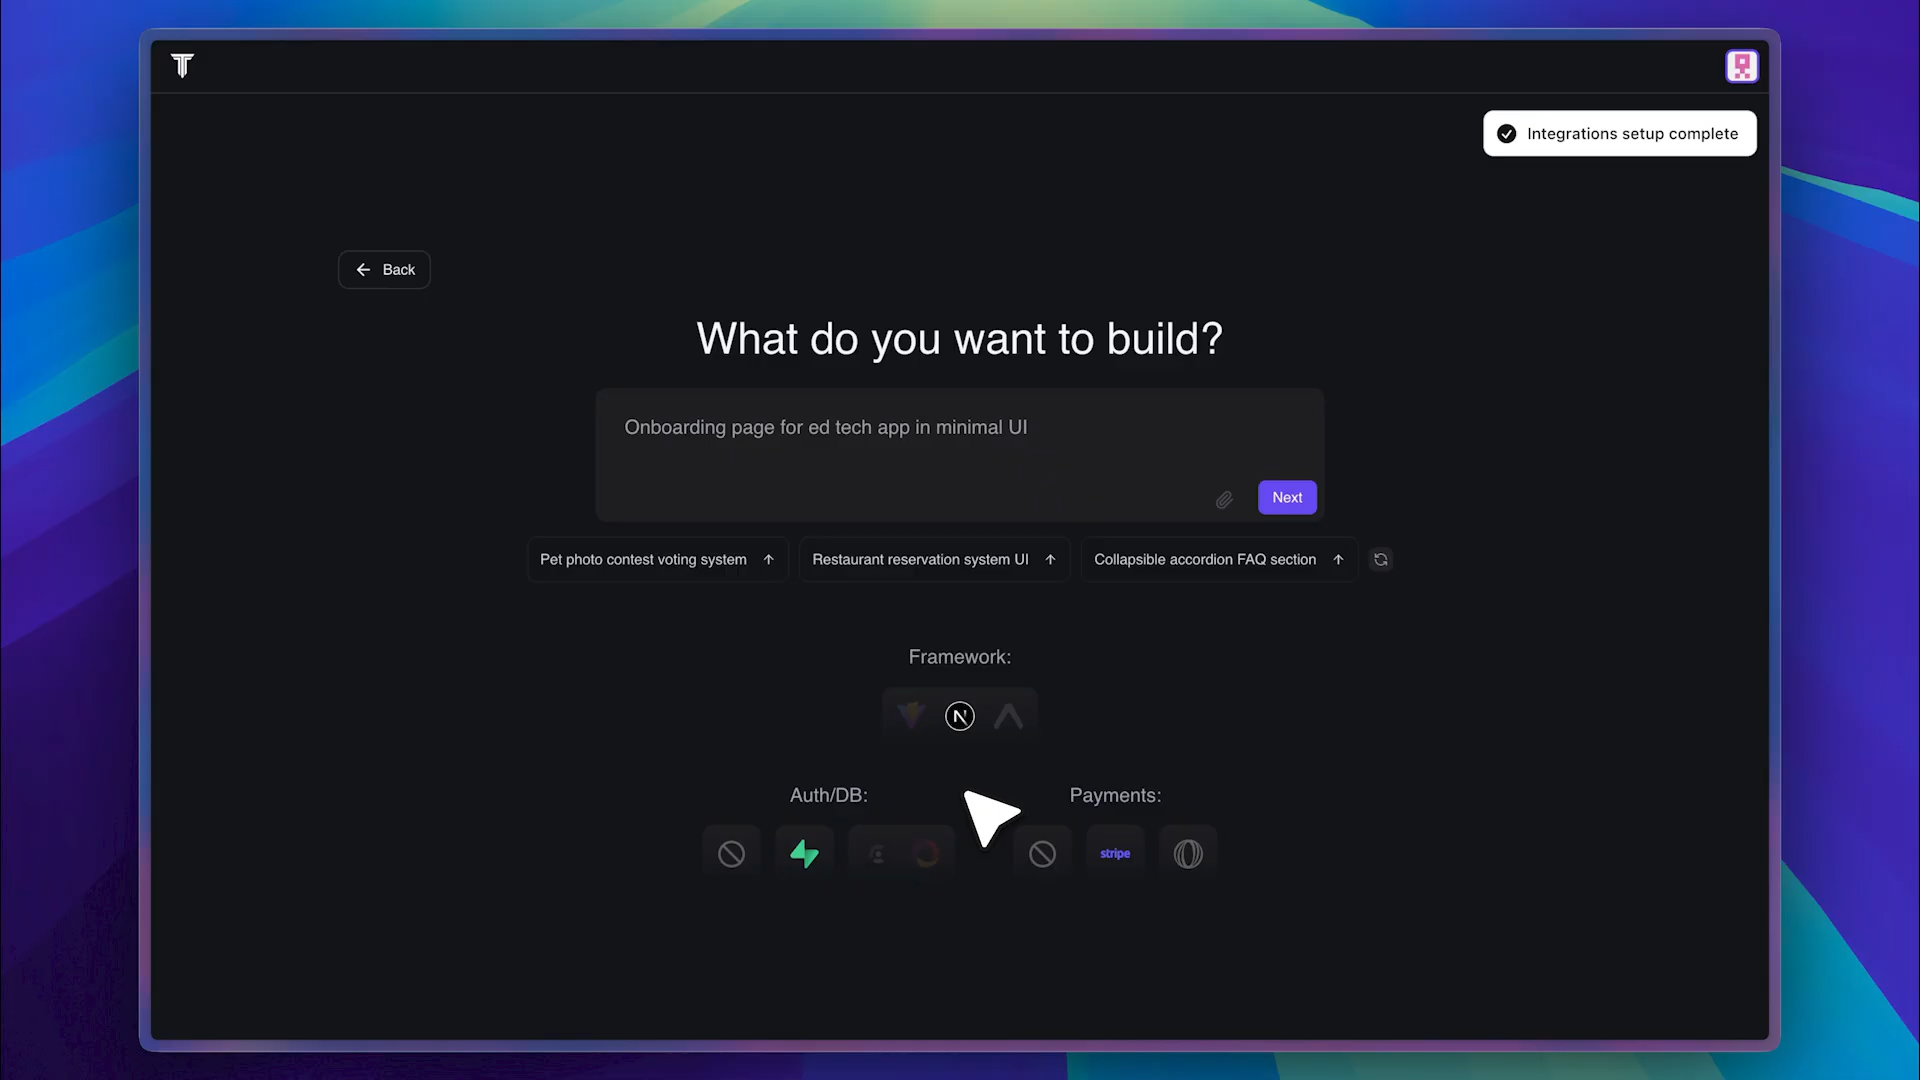 Integrations setup complete
Back
What do you want to build?
Onboarding page for ed tech app in minimal UI
Next
Pet photo contest voting system
Restaurant reservation system UI
Collapsible accordion FAQ section
Framework:
N
Auth/DB:
Payments:
stripe